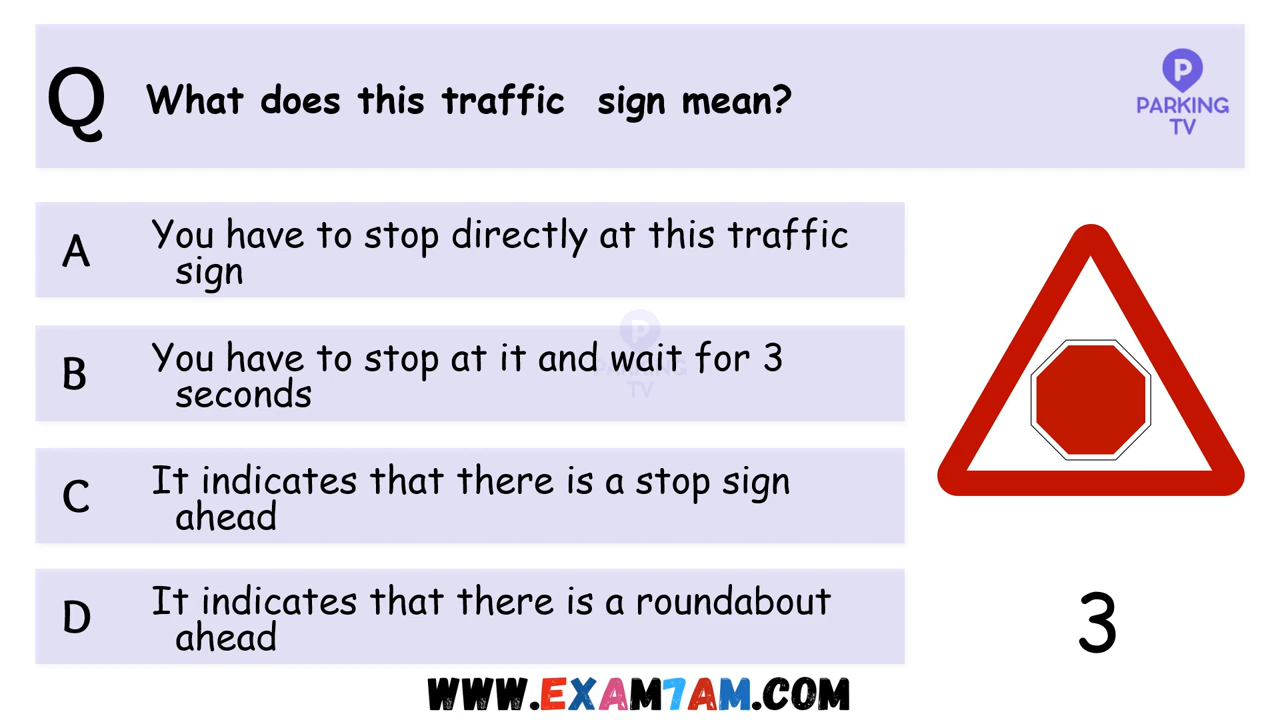 Q What does this traffic sign mean?
P
PARKING
TV
A You have to stop directly at this traffic
sign
B You have to stop at it and wait for 3
seconds
P
PARKING
TV
C It indicates that there is a stop sign
ahead
D It indicates that there is a roundabout
ahead
3
WWW.EXAM7AM.COM